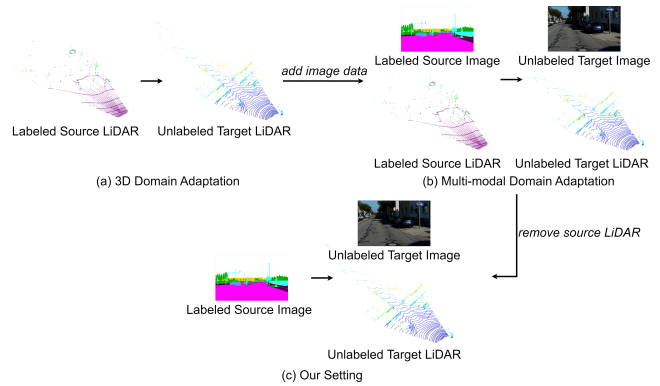 Labeled Source LiDAR
Unlabeled Target LiDAR
(a) 3D Domain Adaptation
add image data
Labeled Source Image
Unlabeled Target Image
Labeled Source LiDAR
Unlabeled Target LiDAR
(b) Multi-modal Domain Adaptation
remove source LiDAR
Unlabeled Target Image
Labeled Source Image
Unlabeled Target LiDAR
(c) Our Setting